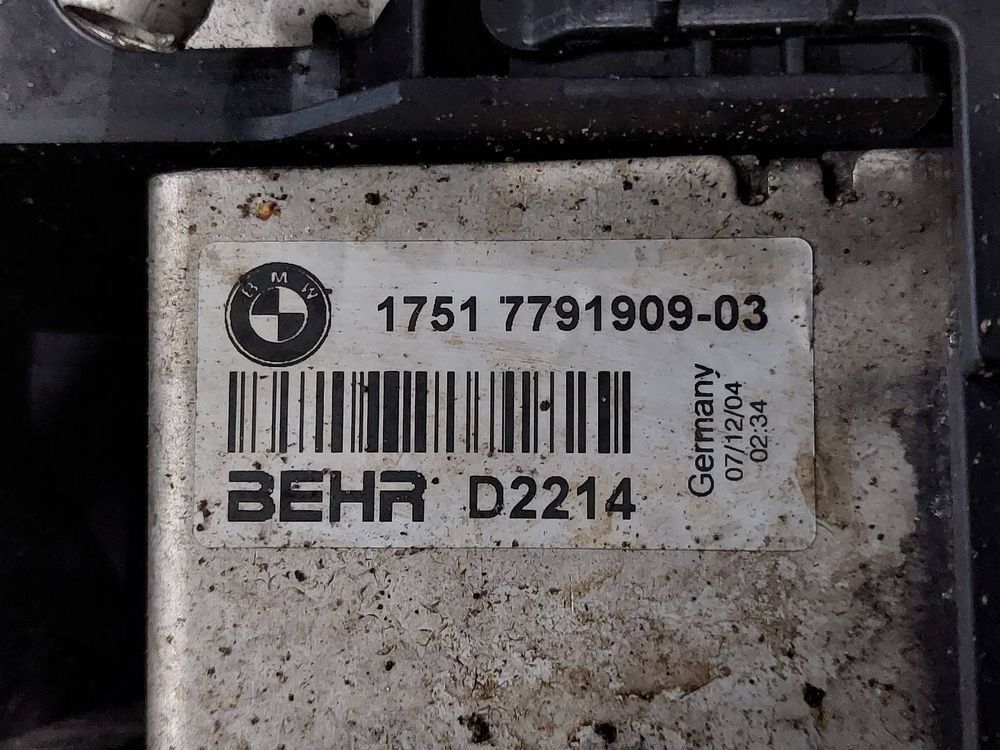 BMW
1751 7791909-03
BEHR D2214
Germany
07/12/04
02:34